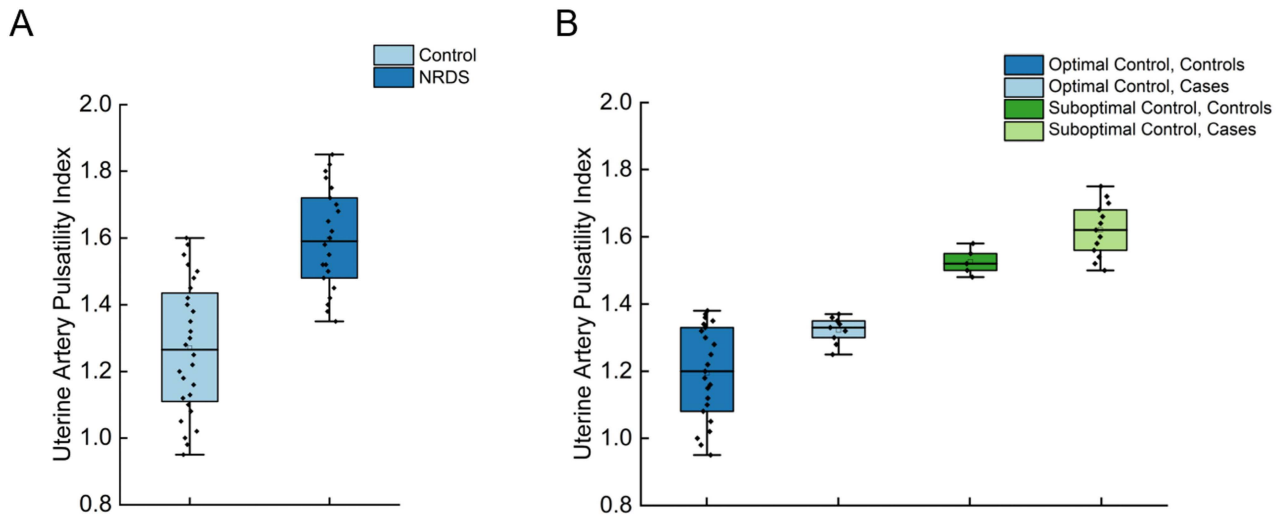 A
Control
NRDS
Uterine Artery Pulsatility Index
2.0
1.8
1.6
1.4
1.2
1.0
0.8
B
Optimal Control, Controls
Optimal Control, Cases
Suboptimal Control, Controls
Suboptimal Control, Cases
Uterine Artery Pulsatility Index
2.0
1.8
1.6
1.4
1.2
1.0
0.8